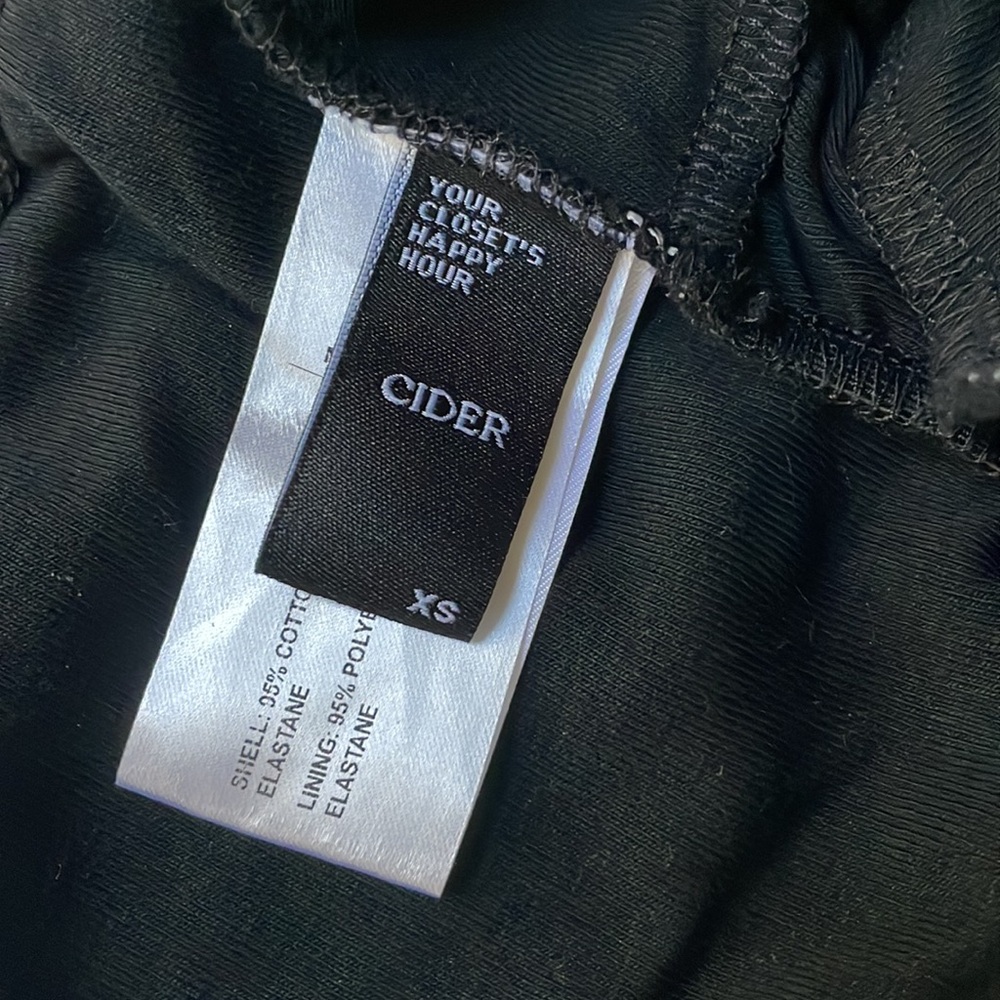 YOUR
CLOSET'S
HAPPY
HOUR
CIDER
XS
SHELL: 95% COTTO
ELASTANE
LINING: 95% POLYE
ELASTANE